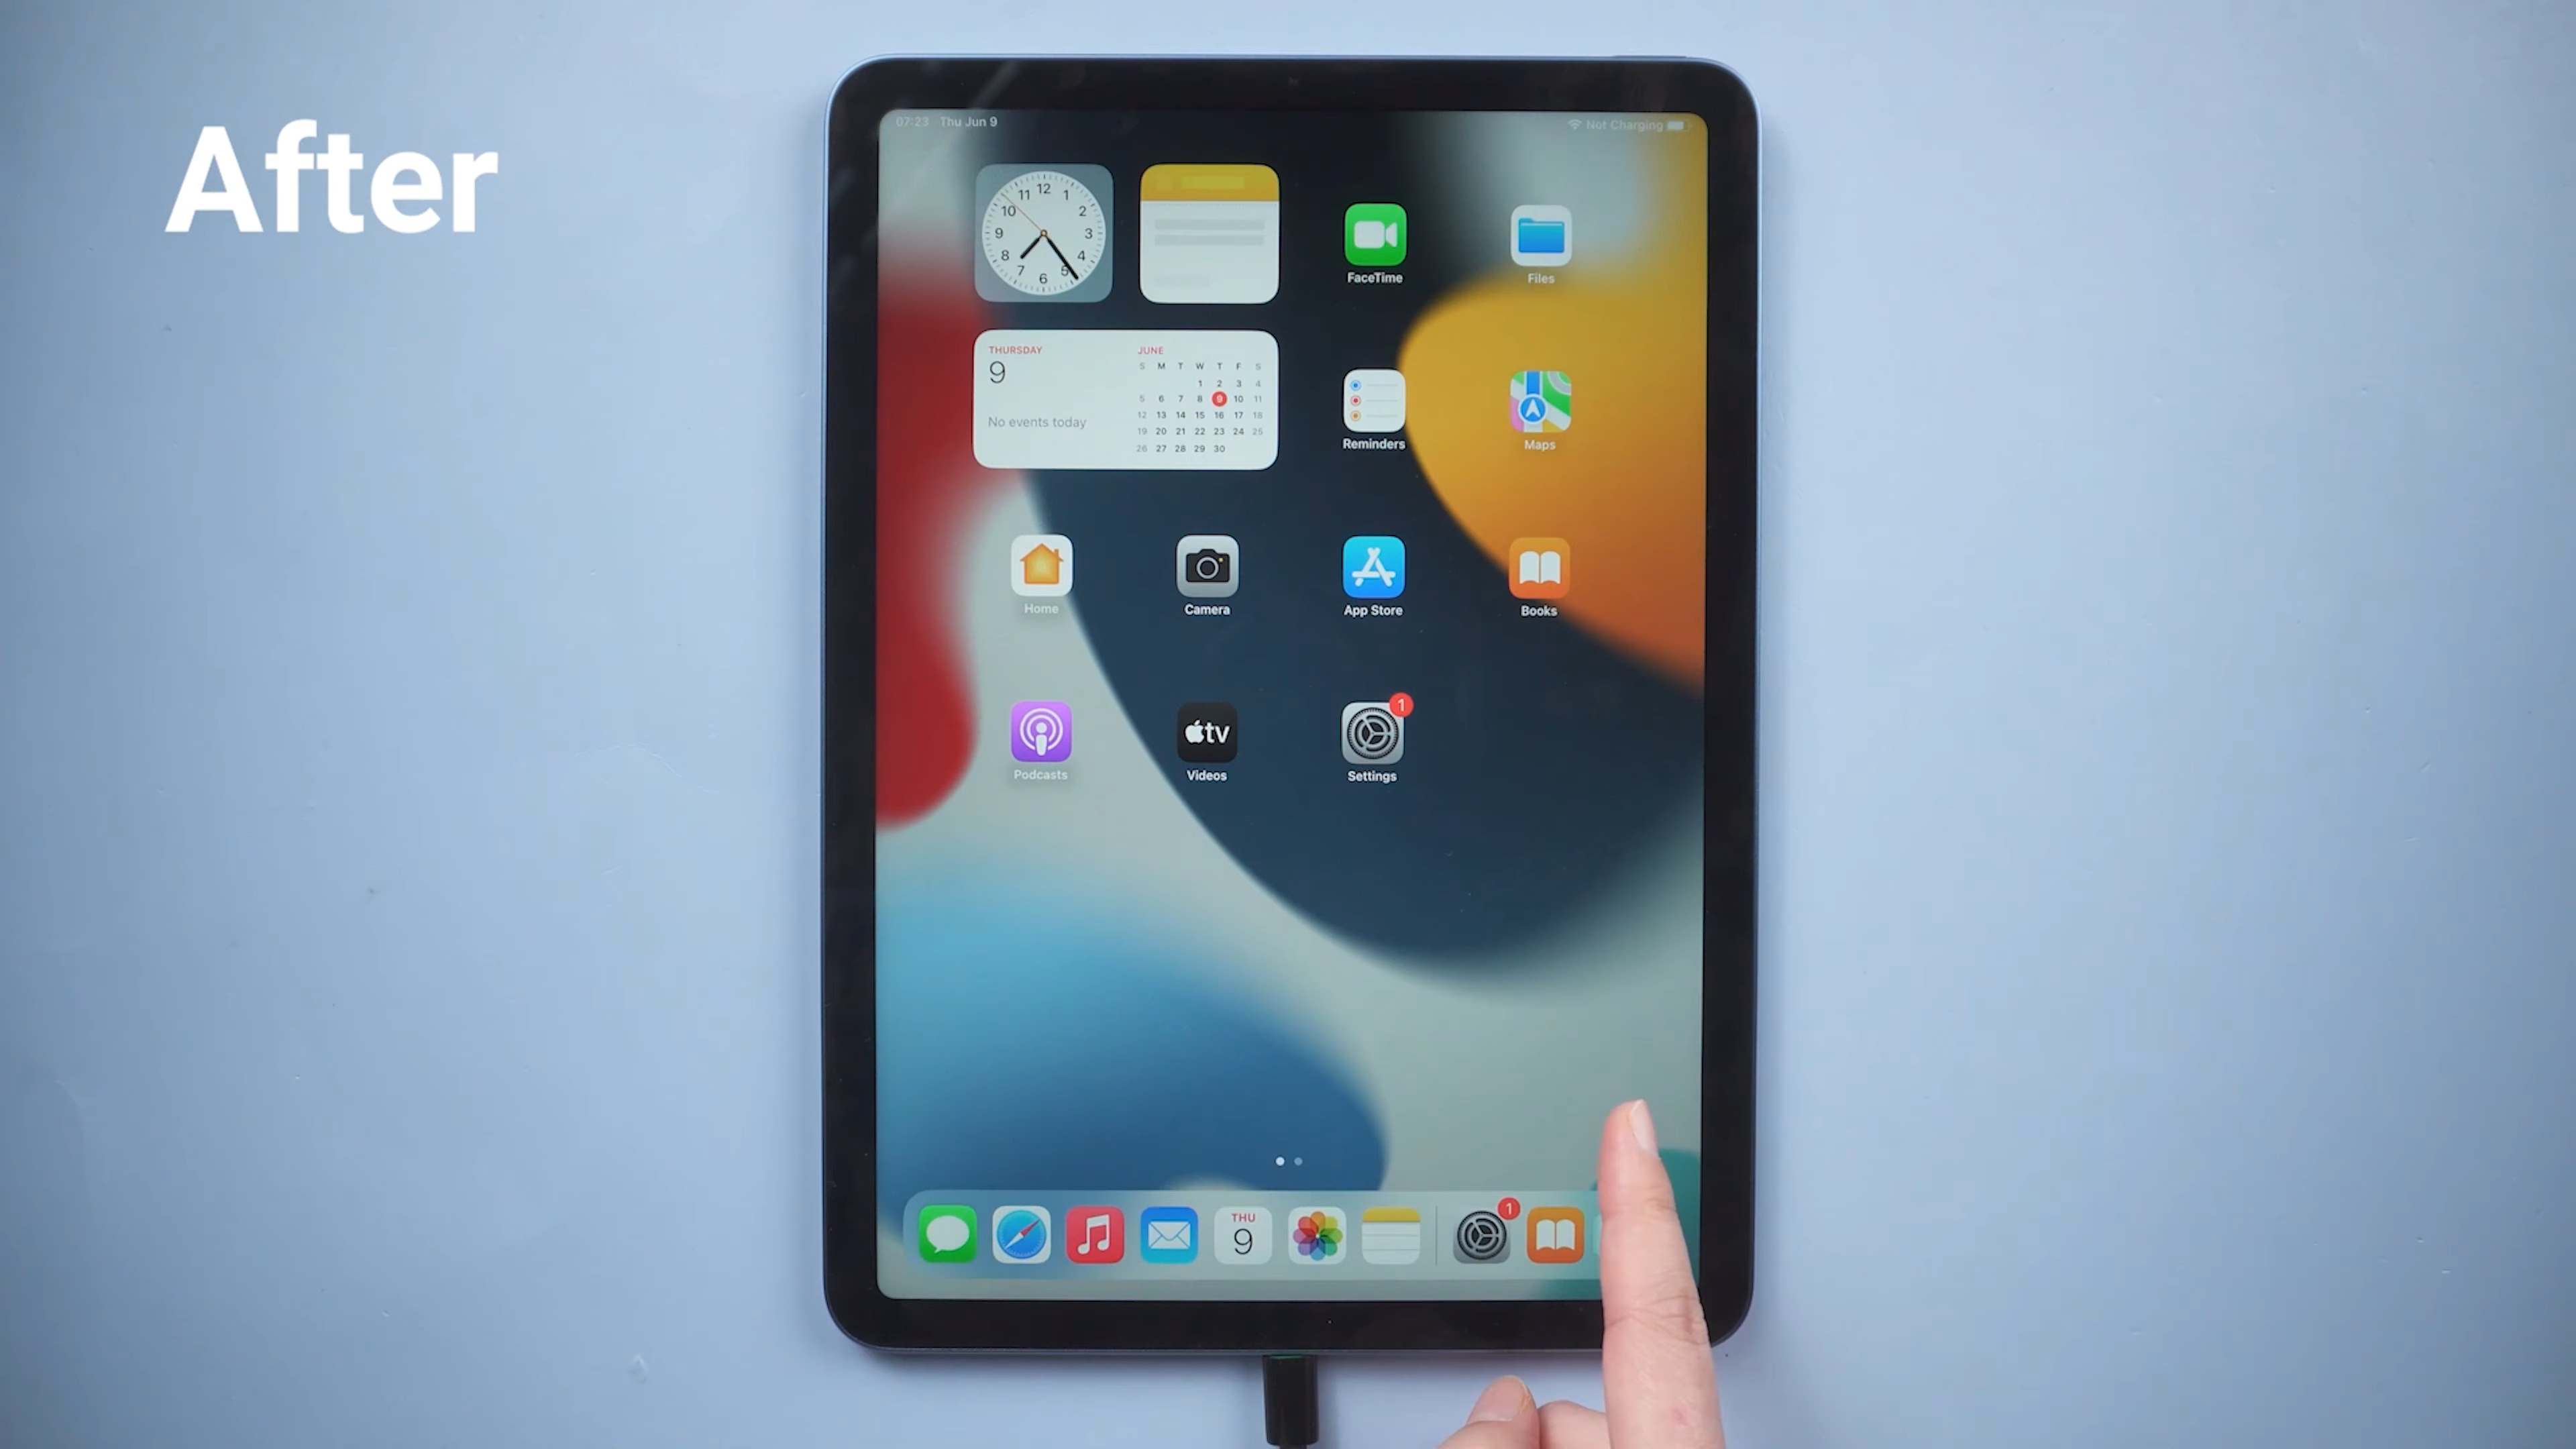 After
07:23 Thu Jun 9
Not Charging
12
11 1
10 2
9 3
8 4
7 5
6
FaceTime
Files
THURSDAY
9
No events today
JUNE
S M T W T F S
1 2 3 4
5 6 7 8 9 10 11
12 13 14 15 16 17 18
19 20 21 22 23 24 25
26 27 28 29 30
Reminders
Maps
Home
Camera
App Store
Books
tv
1
Podcasts
Videos
Settings
THU
9
1